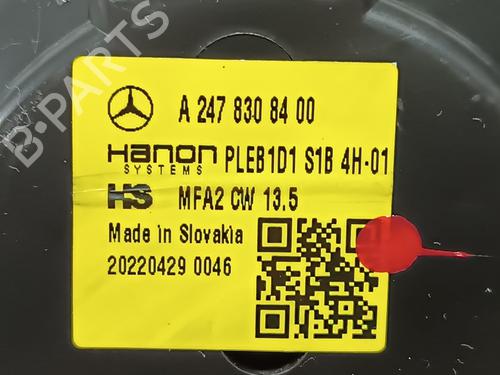 B-PARTS
A 247 830 84 00
Hanon PLEB1D1 S1B 4H-01
SYSTEMS
HS MFA2 CW 13.5
Made in Slovakia
20220429 0046